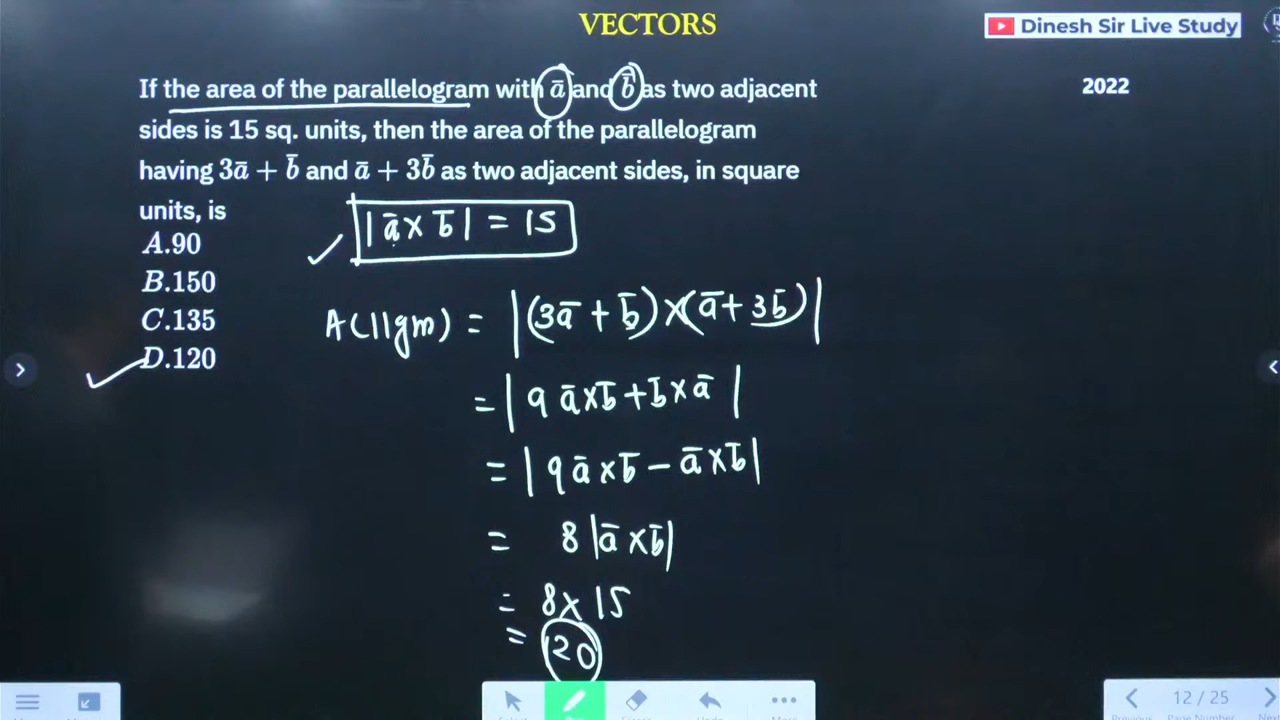 VECTORS
Dinesh Sir Live Study
If the area of the parallelogram with ā and b̄ as two adjacent
2022
sides is 15 sq. units, then the area of the parallelogram
having 3ā + b̄ and ā + 3b̄ as two adjacent sides, in square
units, is
|ā × b̄| = 15
A.90
B.150
C.135
D.120
A(llgm) = |(3ā + b̄)×(ā + 3b̄)|
= |9 ā×b̄ + b̄×ā|
= |9ā×b̄ − ā×b̄|
= 8|ā×b̄|
= 8×15
= 120
12 / 25